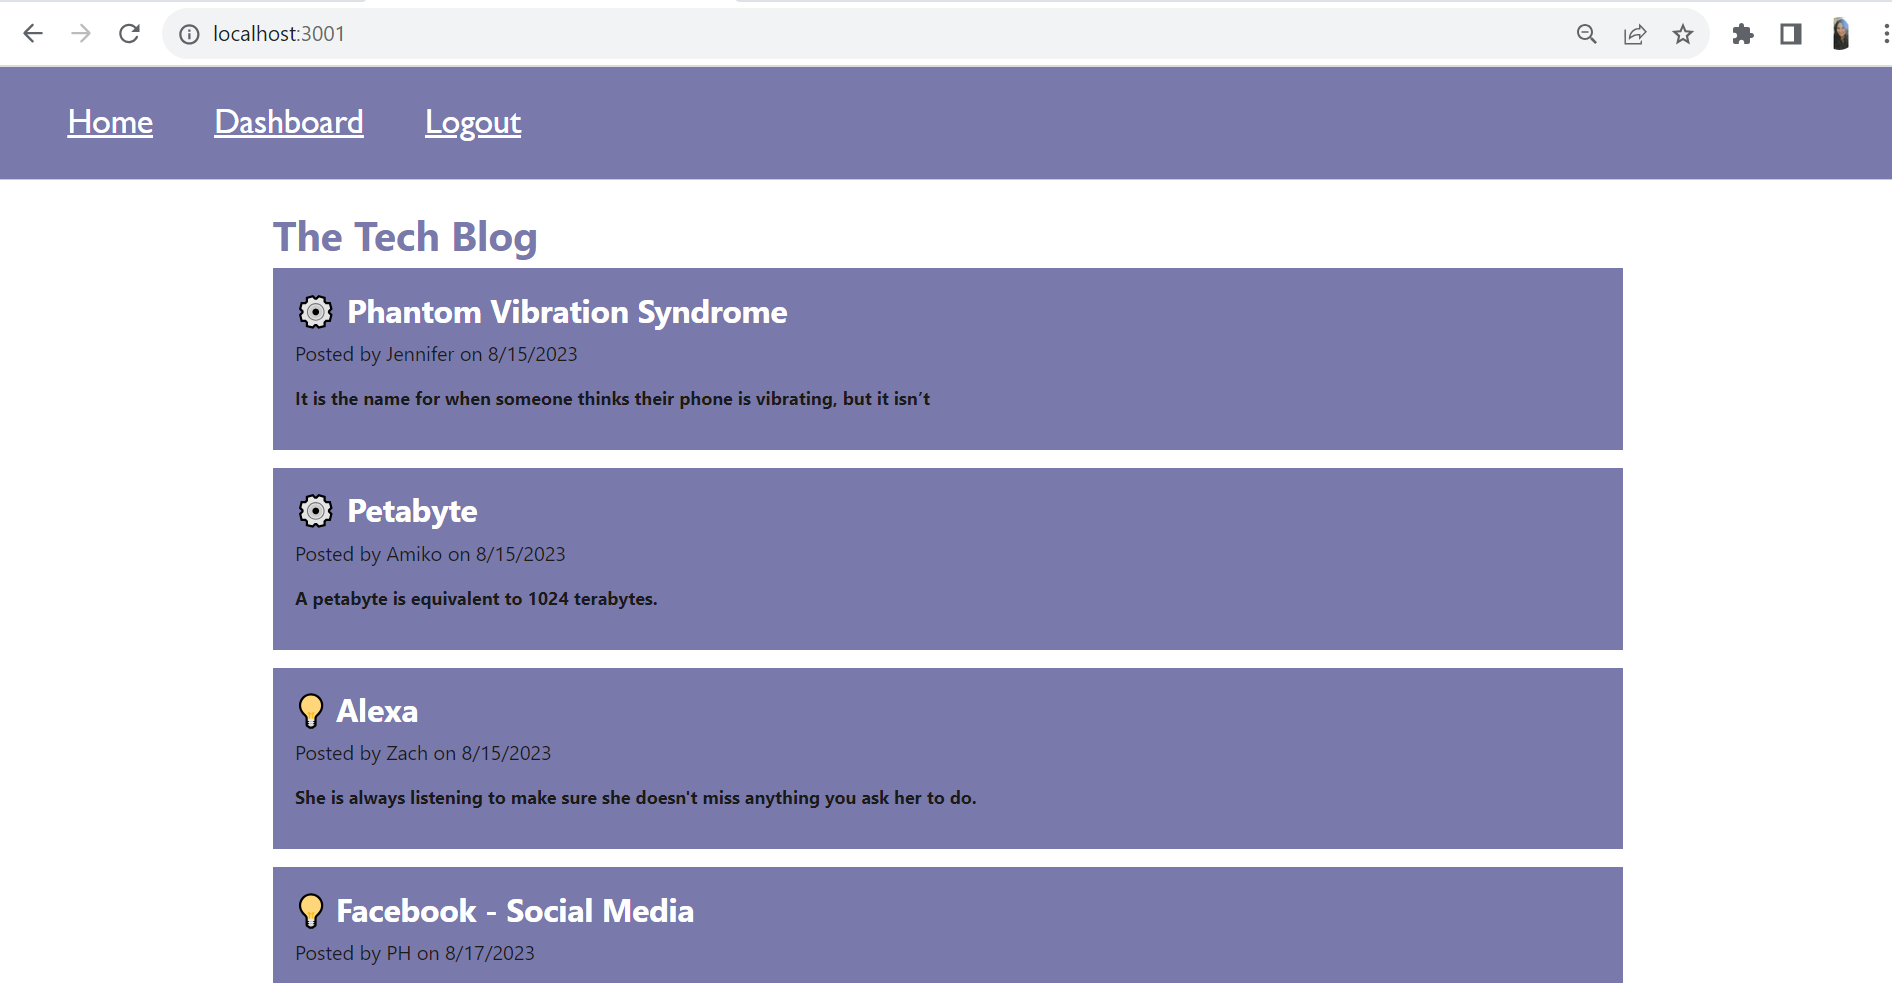 localhost:3001
Home Dashboard Logout
The Tech Blog
Phantom Vibration Syndrome
Posted by Jennifer on 8/15/2023
It is the name for when someone thinks their phone is vibrating, but it isn’t
Petabyte
Posted by Amiko on 8/15/2023
A petabyte is equivalent to 1024 terabytes.
Alexa
Posted by Zach on 8/15/2023
She is always listening to make sure she doesn't miss anything you ask her to do.
Facebook - Social Media
Posted by PH on 8/17/2023